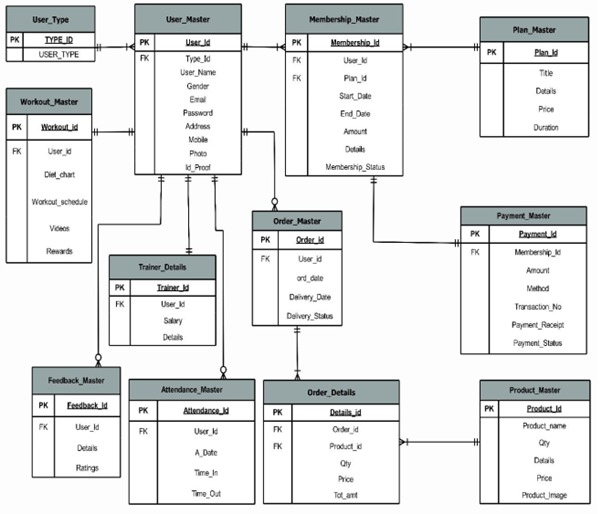 User_Type
PK TYPE_ID
USER_TYPE
User_Master
PK User_Id
FK Type_Id
User_Name
Gender
Email
Password
Address
Mobile
Photo
Id_Proof
Membership_Master
PK Membership_Id
FK User_Id
FK Plan_id
Start_Date
End_Date
Amount
Details
Membership_Status
Plan_Master
PK Plan_Id
Title
Details
Price
Duration
Workout_Master
PK Workout_id
FK User_id
Diet_chart
Workout_schedule
Videos
Rewards
Order_Master
PK Order_id
FK User_id
ord_date
Delivery_Date
Delivery_Status
Payment_Master
PK Payment_Id
FK Membership_Id
Amount
Method
Transaction_No
Payment_Receipt
Payment_Status
Trainer_Details
PK Trainer_Id
FK User_Id
Salary
Details
Feedback_Master
PK Feedback_Id
FK User_Id
Details
Ratings
Attendance_Master
PK Attendance_Id
FK User_Id
A_Date
Time_In
Time_Out
Order_Details
PK Details_id
FK Order_id
FK Product_id
Qty
Price
Tot_amt
Product_Master
PK Product_Id
Product_name
Qty
Details
Price
Product_Image